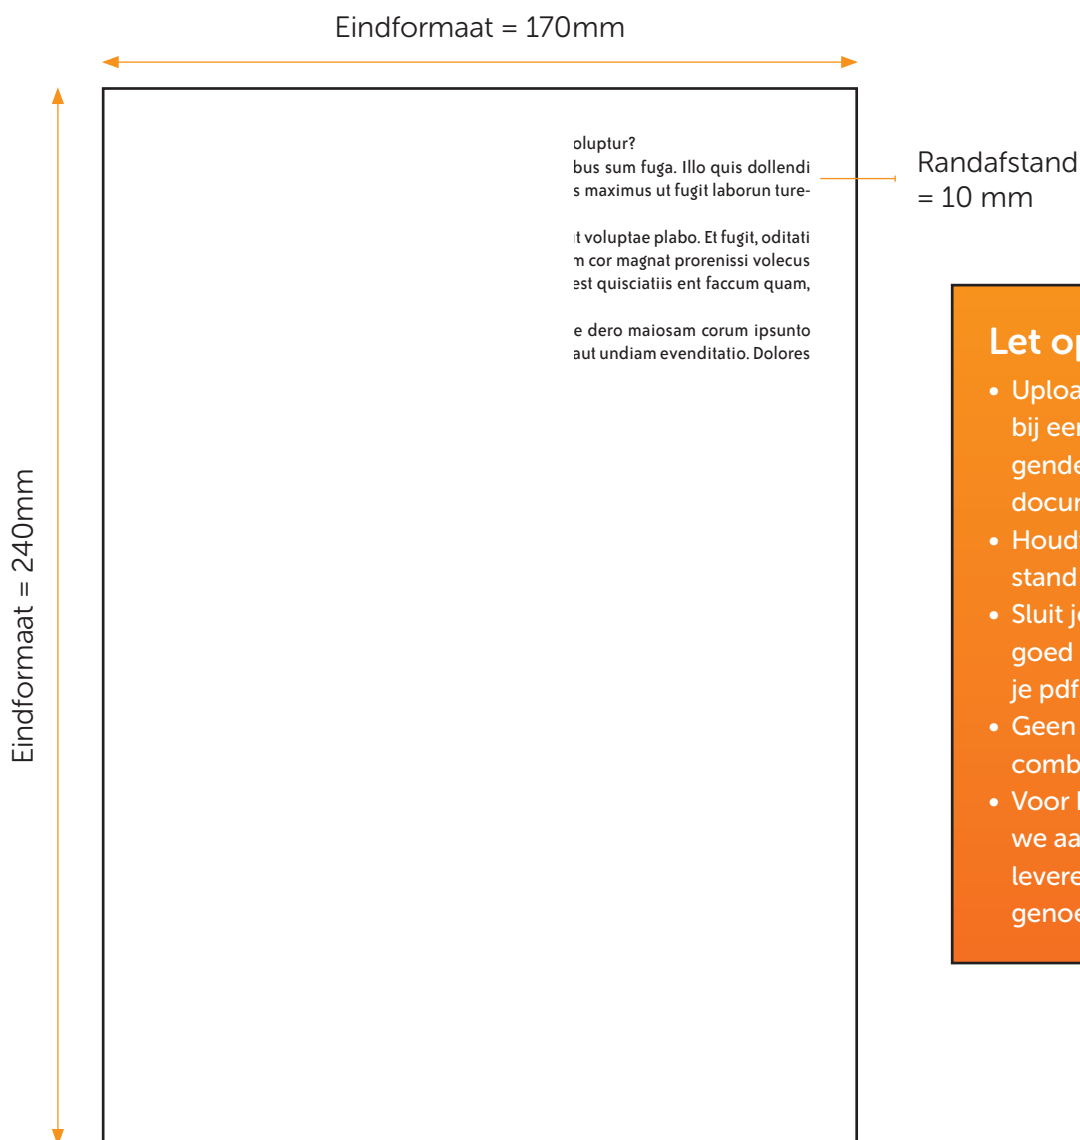 Eindformaat = 170mm
oluptur?
bus sum fuga. Illo quis dollendi
s maximus ut fugit laborun ture-
t voluptae plabo. Et fugit, oditati
m cor magnat prorenissi volecus
est quisciatiis ent faccum quam,
e dero maiosam corum ipsunto
aut undiam evenditatio. Dolores
Randafstand
= 10 mm
Eindformaat = 240mm
Let op
• Uploa
bij een
gende
docum
• Houdt
stand
• Sluit je
goed
je pdf
• Geen
comb
• Voor
we aa
levere
genoe